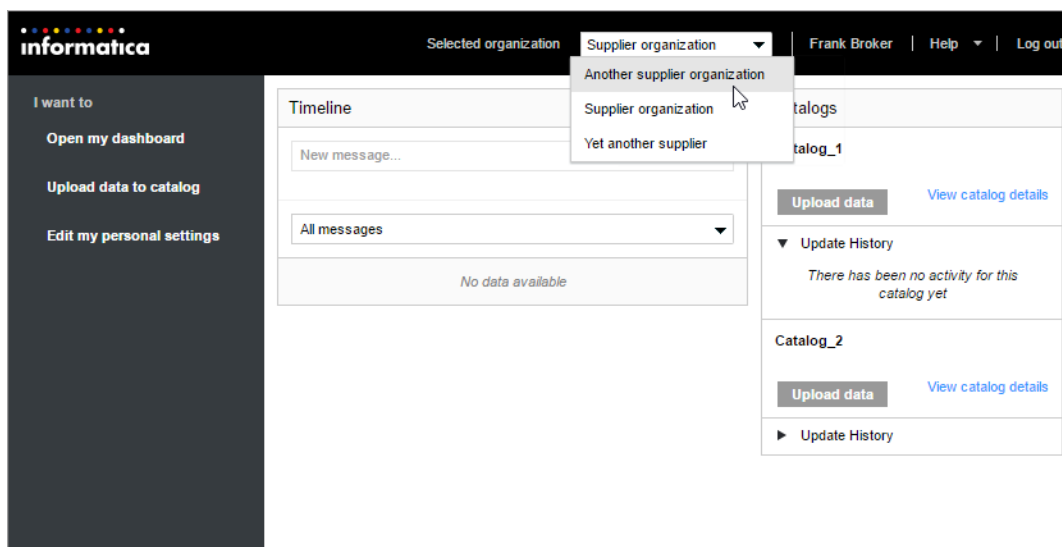 informatica
Selected organization Supplier organization Frank Broker Help Log out
Another supplier organization
Supplier organization
Yet another supplier
I want to
Open my dashboard
Upload data to catalog
Edit my personal settings
Timeline
New message...
All messages
No data available
talogs
talog_1
Upload data View catalog details
Update History
There has been no activity for this
catalog yet
Catalog_2
Upload data View catalog details
Update History